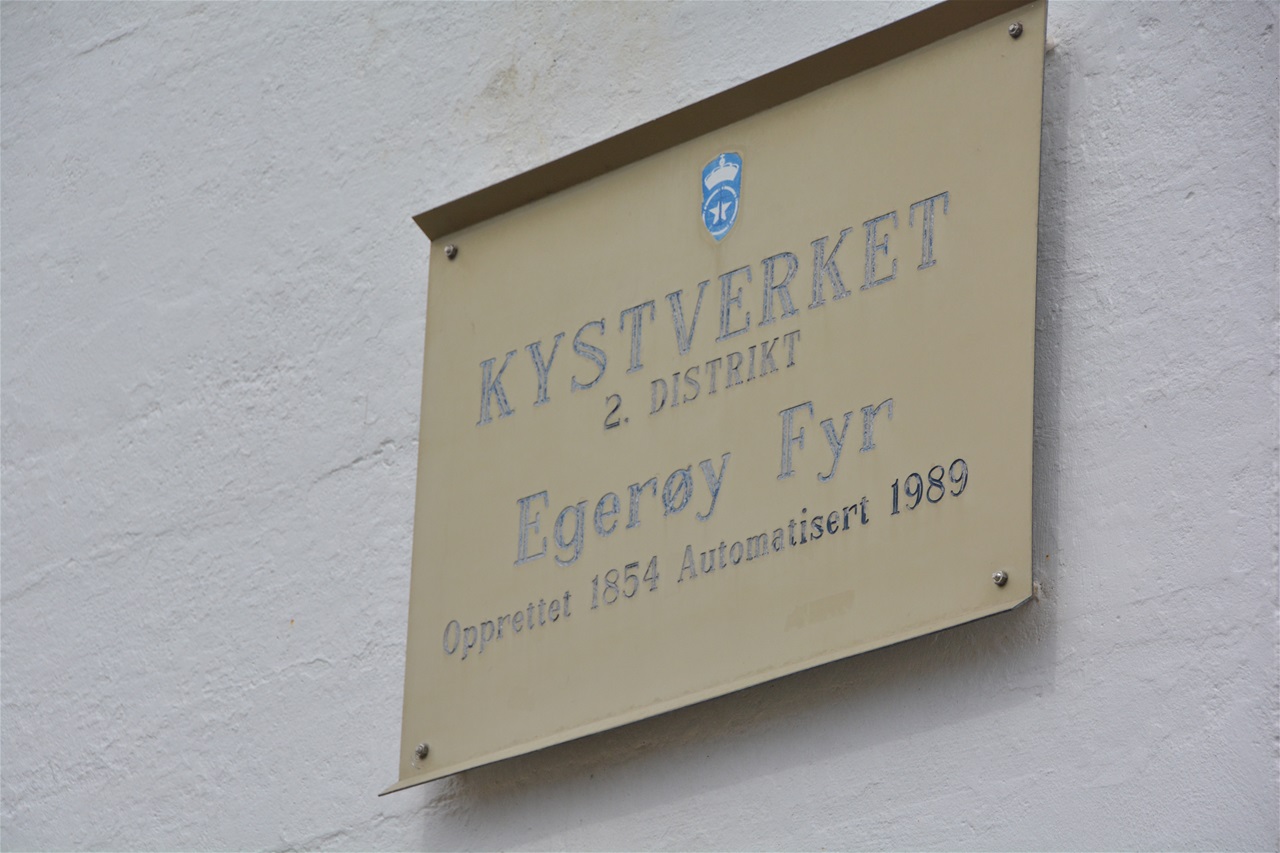 KYSTVERKET
2. DISTRIKT
Egerøy Fyr
Opprettet 1854 Automatisert 1989